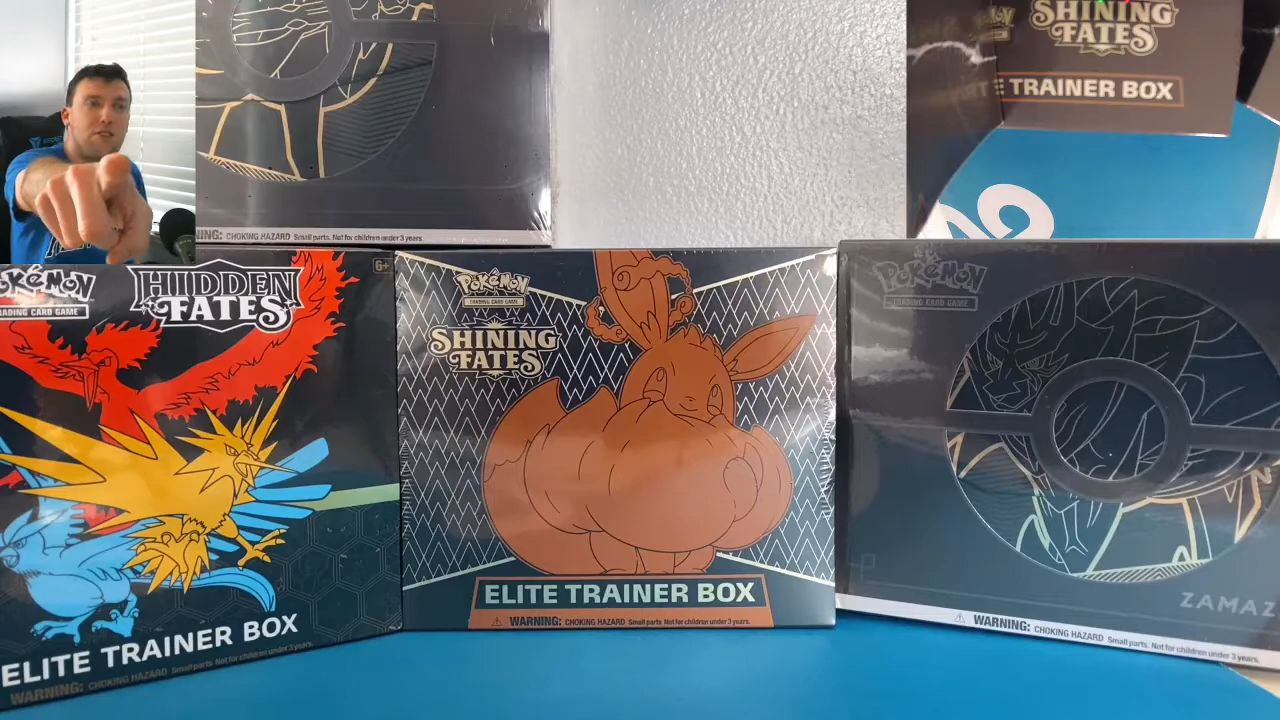 SHINING
FATES
E TRAINER BOX
NING: CHOKING HAZARD Small parts. Not for children under 3 years.
POKéMON
TRADING CARD GAME
HIDDEN
FATES
6+
ELITE TRAINER BOX
WARNING: CHOKING HAZARD Small parts. Not for children under 3 years.
POKéMON
TRADING CARD GAME
SHINING
FATES
ELITE TRAINER BOX
WARNING: CHOKING HAZARD Small parts. Not for children under 3 years.
POKéMON
TRADING CARD GAME
ZAMAZ
WARNING: CHOKING HAZARD Small parts. Not for children under 3 years.